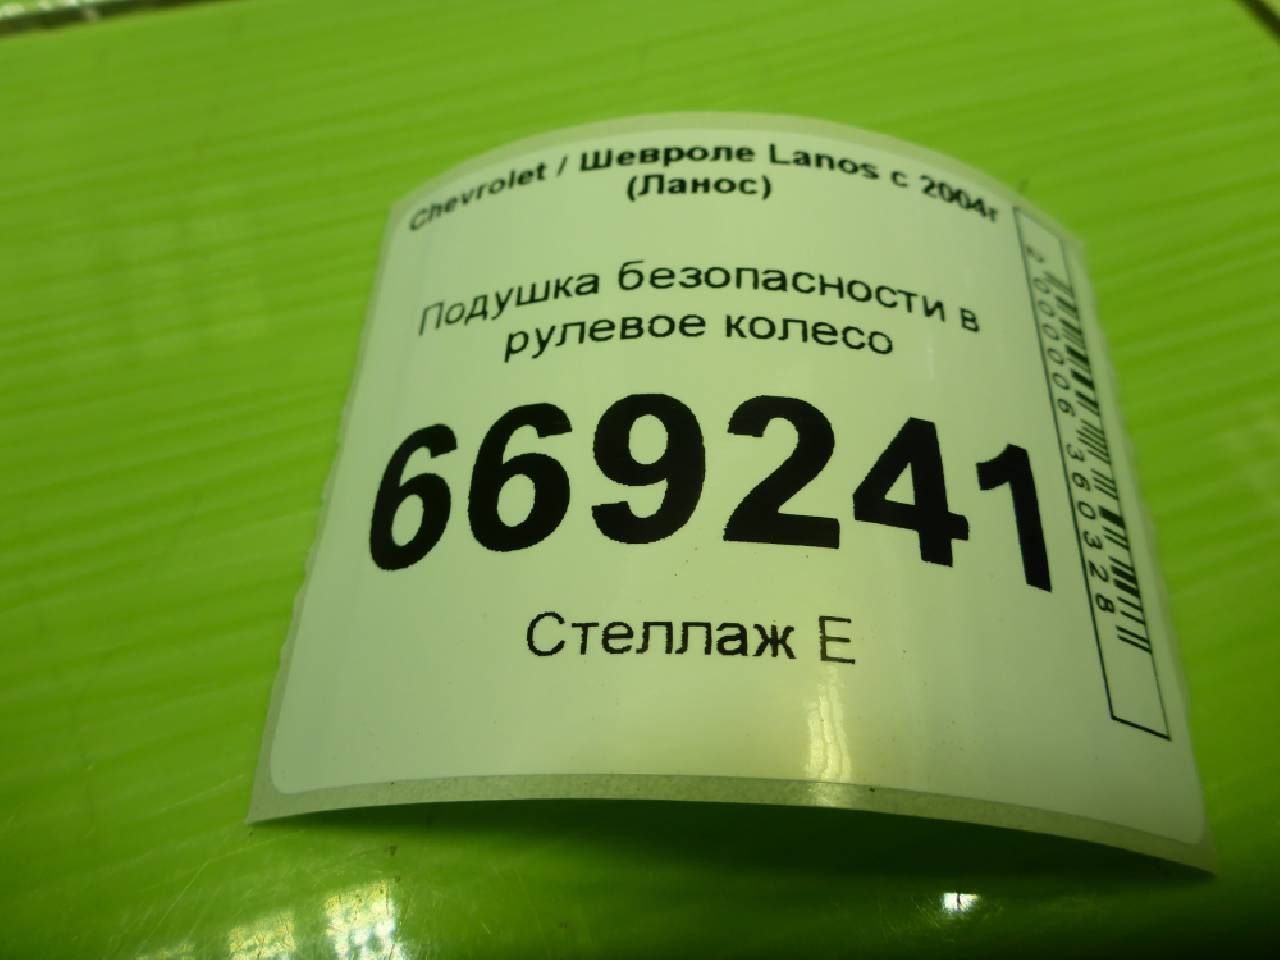 Chevrolet / Шевроле Lanos с 2004г
(Ланос)
Подушка безопасности в
рулевое колесо
669241
Стеллаж Е
2000006360328